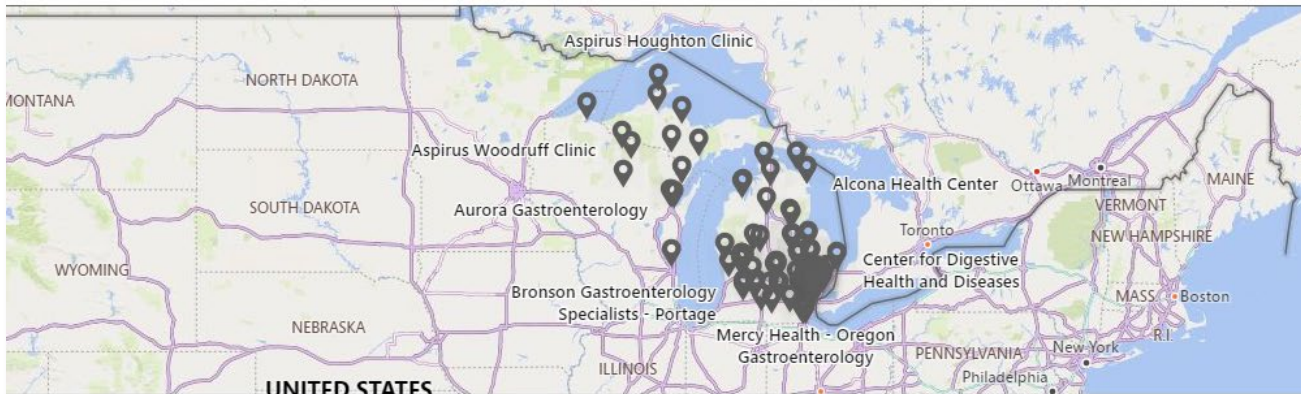 Aspirus Houghton Clinic
NORTH DAKOTA
MONTANA
Aspirus Woodruff Clinic
Ottawa
Montreal
MAINE
Alcona Health Center
SOUTH DAKOTA
Aurora Gastroenterology
VERMONT
Toronto
NEW HAMPSHIRE
WYOMING
Center for Digestive
Health and Diseases
Bronson Gastroenterology
Specialists - Portage
MASS.
Boston
NEBRASKA
Mercy Health - Oregon
Gastroenterology
R.I.
New York
PENNSYLVANIA
ILLINOIS
Philadelphia
UNITED STATES